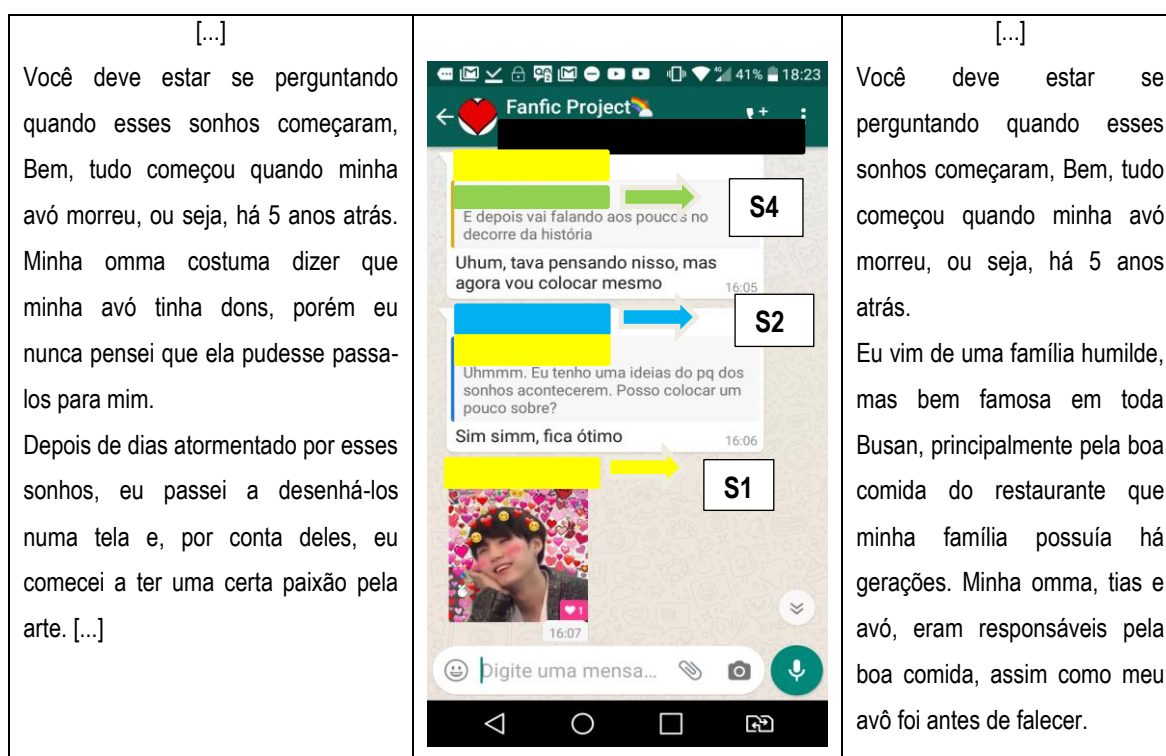 [...]
Você deve estar se perguntando
quando esses sonhos começaram,
Bem, tudo começou quando minha
avó morreu, ou seja, há 5 anos atrás.
Minha omma costuma dizer que
minha avó tinha dons, porém eu
nunca pensei que ela pudesse passa-
los para mim.
Depois de dias atormentado por esses
sonhos, eu passei a desenhá-los
numa tela e, por conta deles, eu
comecei a ter uma certa paixão pela
arte. [...]
4G 41% 18:23
Fanfic Project
E depois vai falando aos poucos no
decorre da história
S4
Uhum, tava pensando nisso, mas
agora vou colocar mesmo
16:05
S2
Uhmmm. Eu tenho uma ideias do pq dos
sonhos acontecerem. Posso colocar um
pouco sobre?
Sim simm, fica ótimo
16:06
S1
1
16:07
Digite uma mensa...
[...]
Você deve estar se
perguntando quando esses
sonhos começaram, Bem, tudo
começou quando minha avó
morreu, ou seja, há 5 anos
atrás.
Eu vim de uma família humilde,
mas bem famosa em toda
Busan, principalmente pela boa
comida do restaurante que
minha família possuía há
gerações. Minha omma, tias e
avó, eram responsáveis pela
boa comida, assim como meu
avô foi antes de falecer.